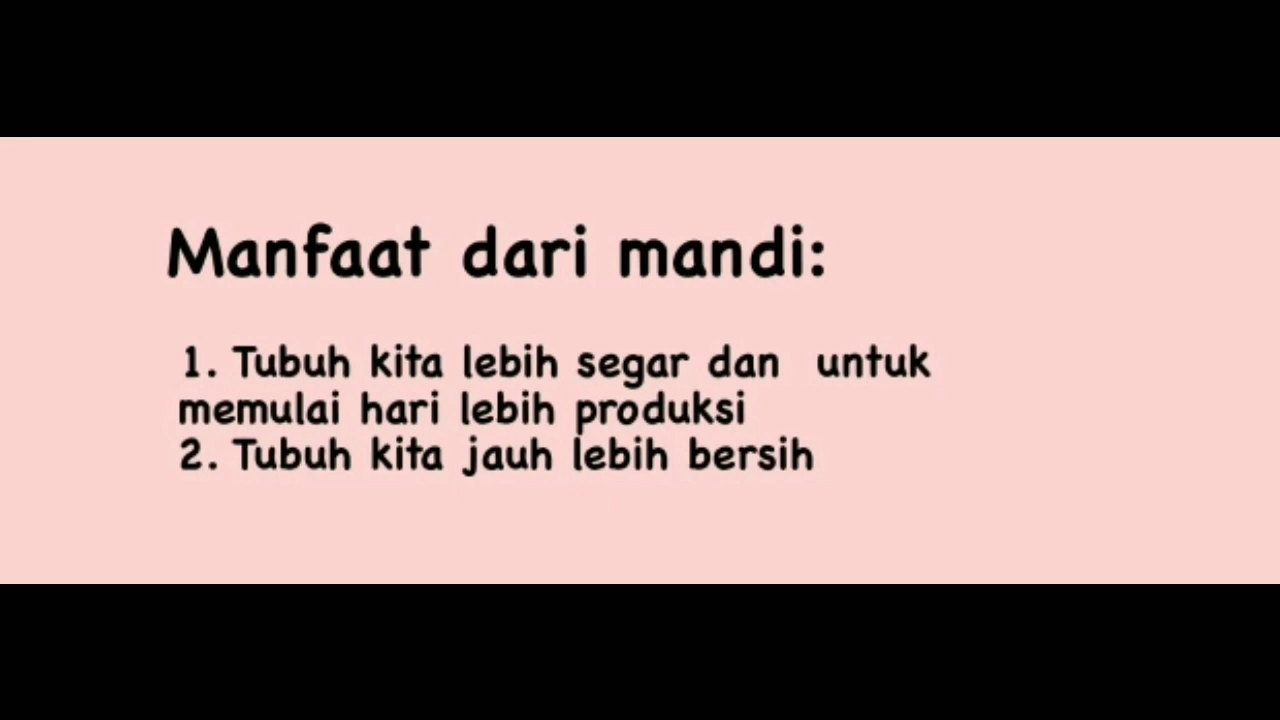 Manfaat dari mandi:
1. Tubuh kita lebih segar dan  untuk
memulai hari lebih produksi
2. Tubuh kita jauh lebih bersih